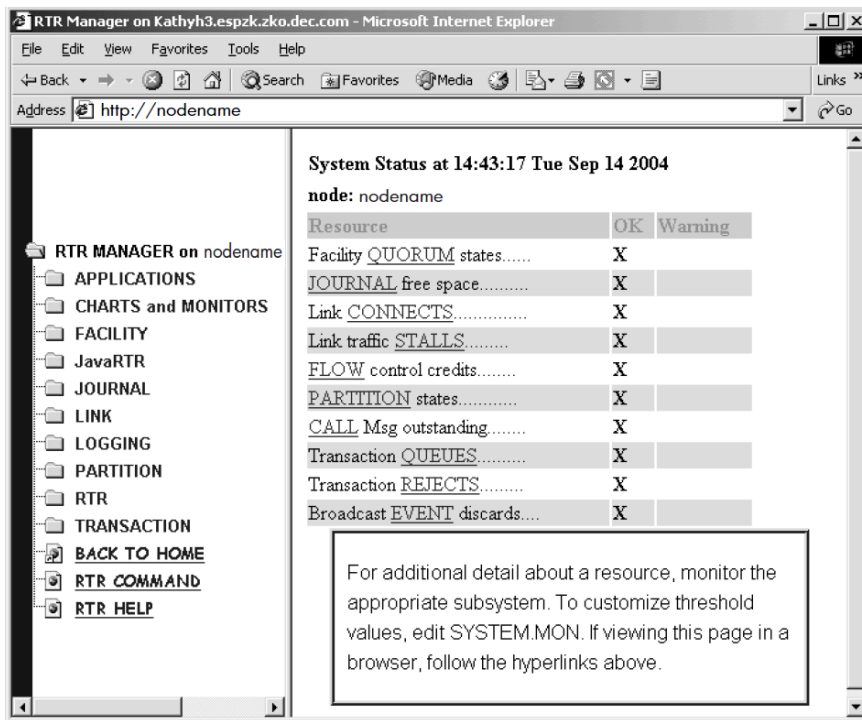 RTR Manager on Kathyh3.espzk.zko.dec.com - Microsoft Internet Explorer
File Edit View Favorites Tools Help
Back Search Favorites Media Links »
Address http://nodename Go
System Status at 14:43:17 Tue Sep 14 2004
node: nodename
Resource OK Warning
Facility QUORUM states...... X
JOURNAL free space.......... X
Link CONNECTS............... X
Link traffic STALLS......... X
FLOW control credits........ X
PARTITION states............ X
CALL Msg outstanding........ X
Transaction QUEUES.......... X
Transaction REJECTS......... X
Broadcast EVENT discards.... X
For additional detail about a resource, monitor the
appropriate subsystem. To customize threshold
values, edit SYSTEM.MON. If viewing this page in a
browser, follow the hyperlinks above.
RTR MANAGER on nodename
APPLICATIONS
CHARTS and MONITORS
FACILITY
JavaRTR
JOURNAL
LINK
LOGGING
PARTITION
RTR
TRANSACTION
BACK TO HOME
RTR COMMAND
RTR HELP